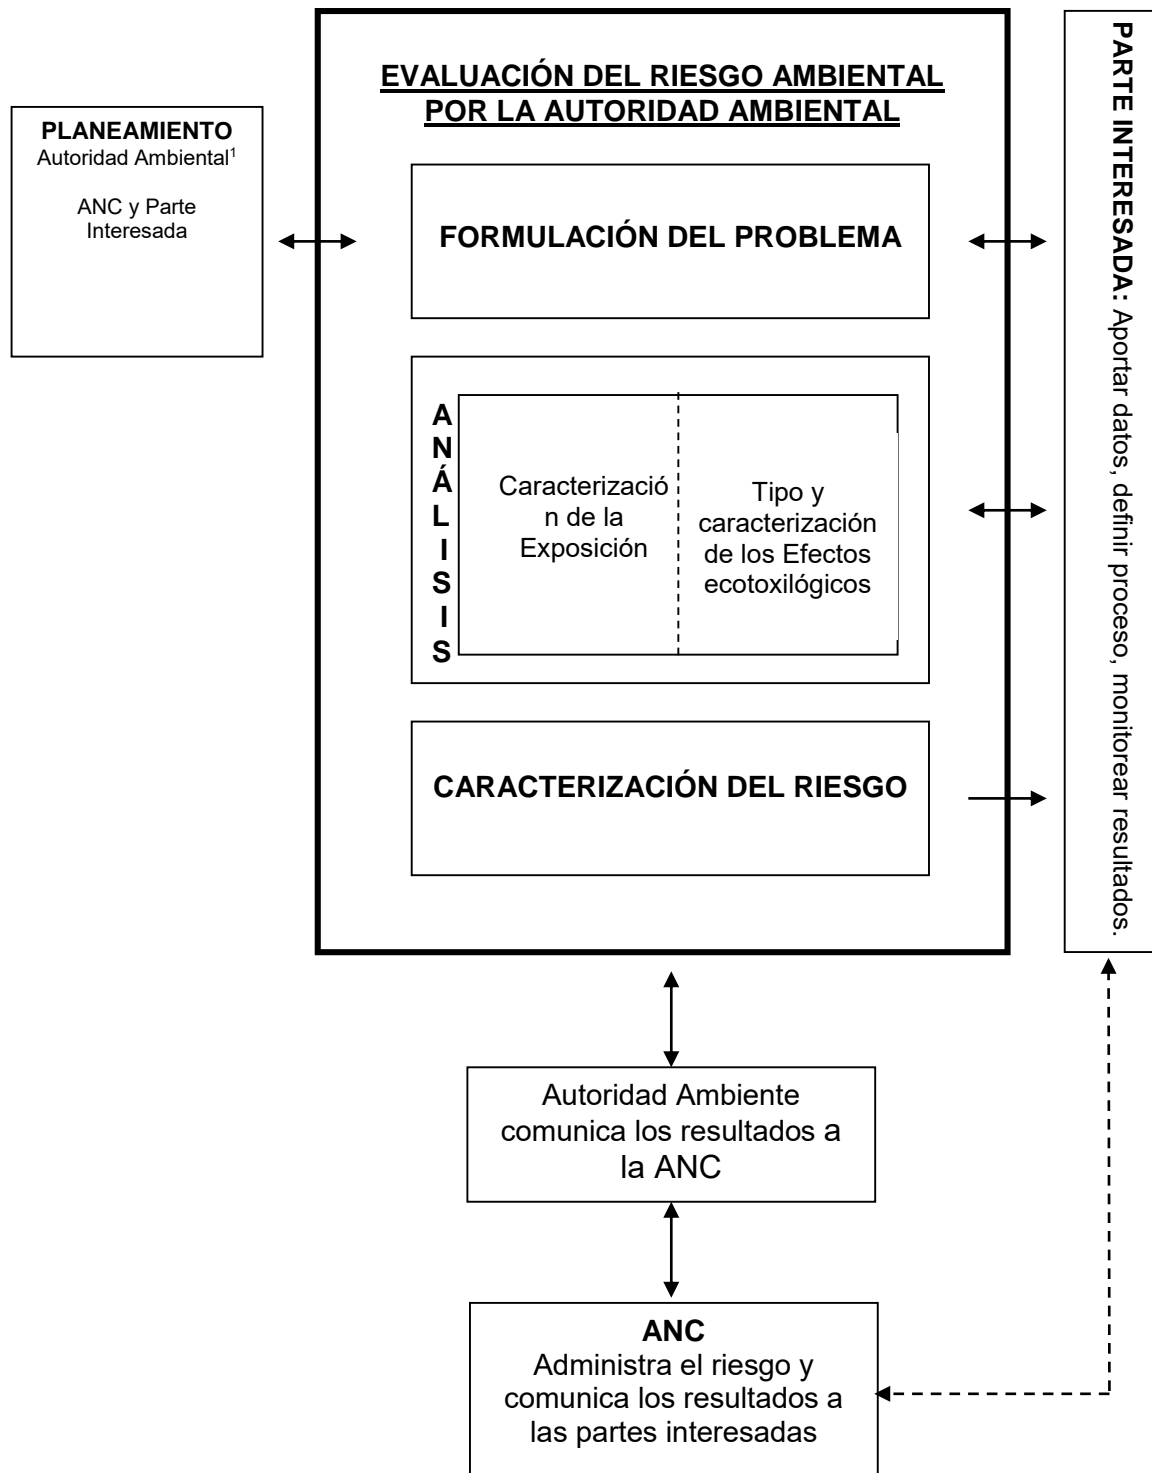 EVALUACIÓN DEL RIESGO AMBIENTAL
POR LA AUTORIDAD AMBIENTAL
PLANEAMIENTO
Autoridad Ambiental¹
ANC y Parte
Interesada
FORMULACIÓN DEL PROBLEMA
ANÁLISIS
Caracterizació
n de la
Exposición
Tipo y
caracterización
de los Efectos
ecotoxilógicos
CARACTERIZACIÓN DEL RIESGO
PARTE INTERESADA: Aportar datos, definir proceso, monitorear resultados.
Autoridad Ambiente
comunica los resultados a
la ANC
ANC
Administra el riesgo y
comunica los resultados a
las partes interesadas